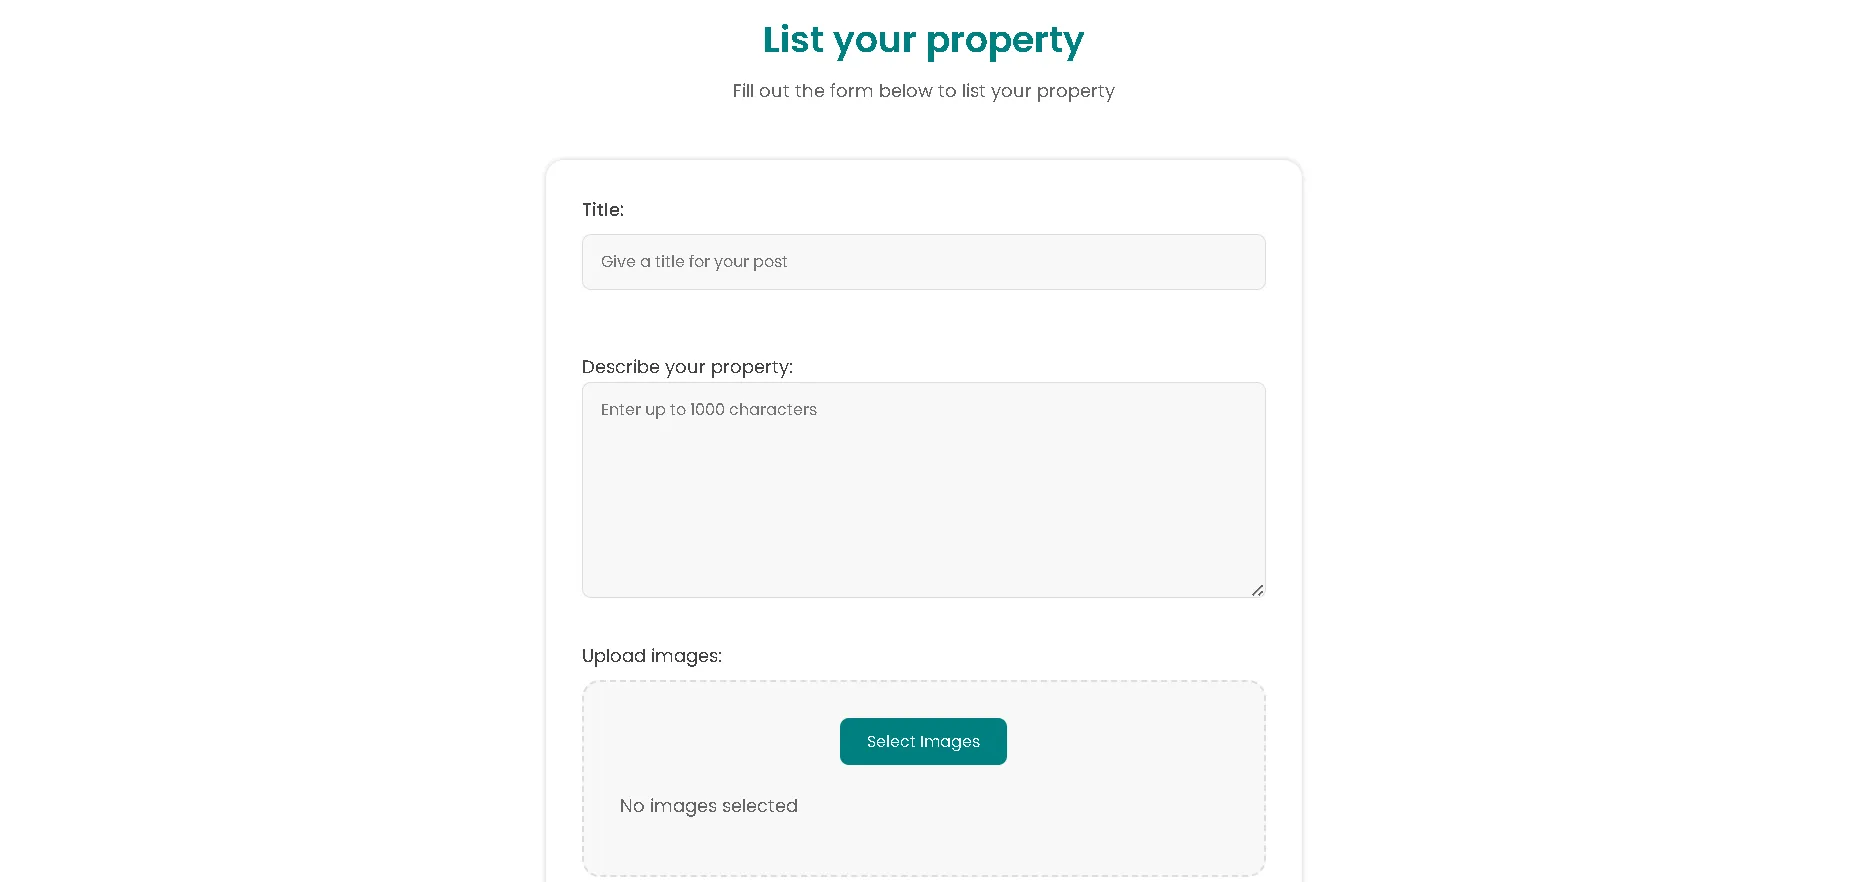 List your property
Fill out the form below to list your property
Title:
Give a title for your post
Describe your property:
Enter up to 1000 characters
Upload images:
Select Images
No images selected